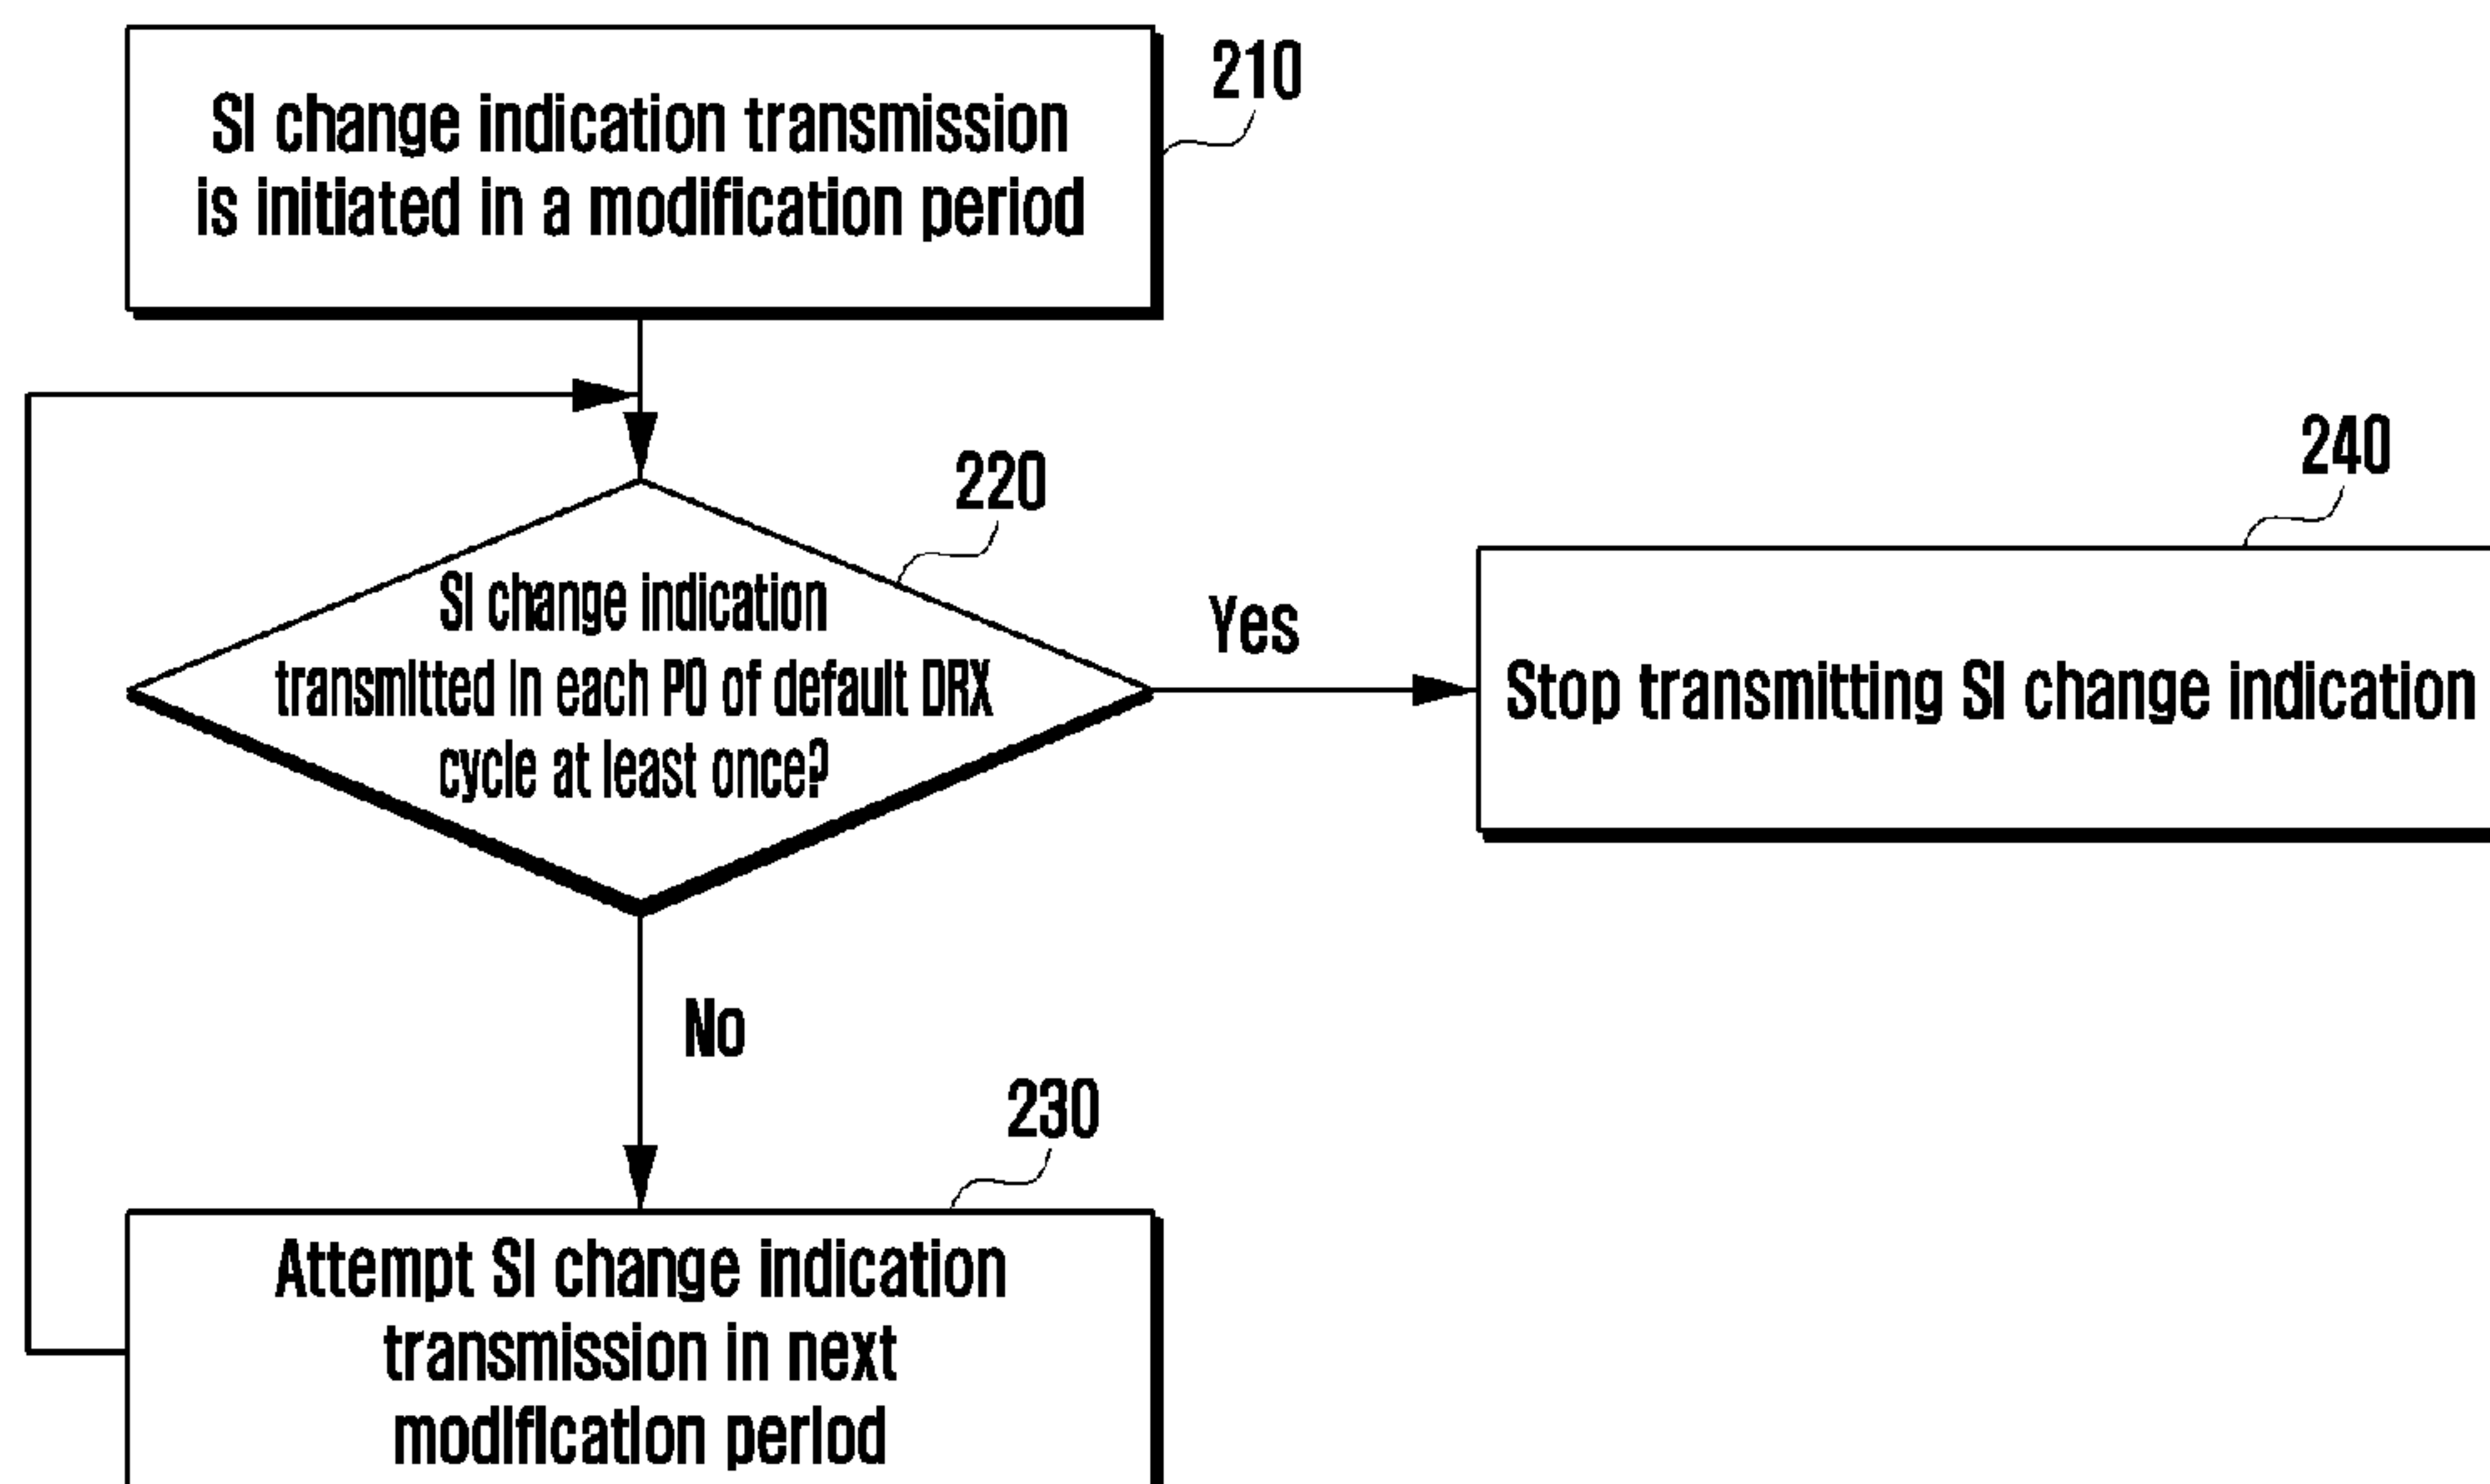 SI change indication transmission
is initiated in a modification period
210
220
SI change indication
transmitted in each PO of default DRX
cycle at least once?
Yes
240
Stop transmitting SI change indication
No
230
Attempt SI change indication
transmission in next
modification period